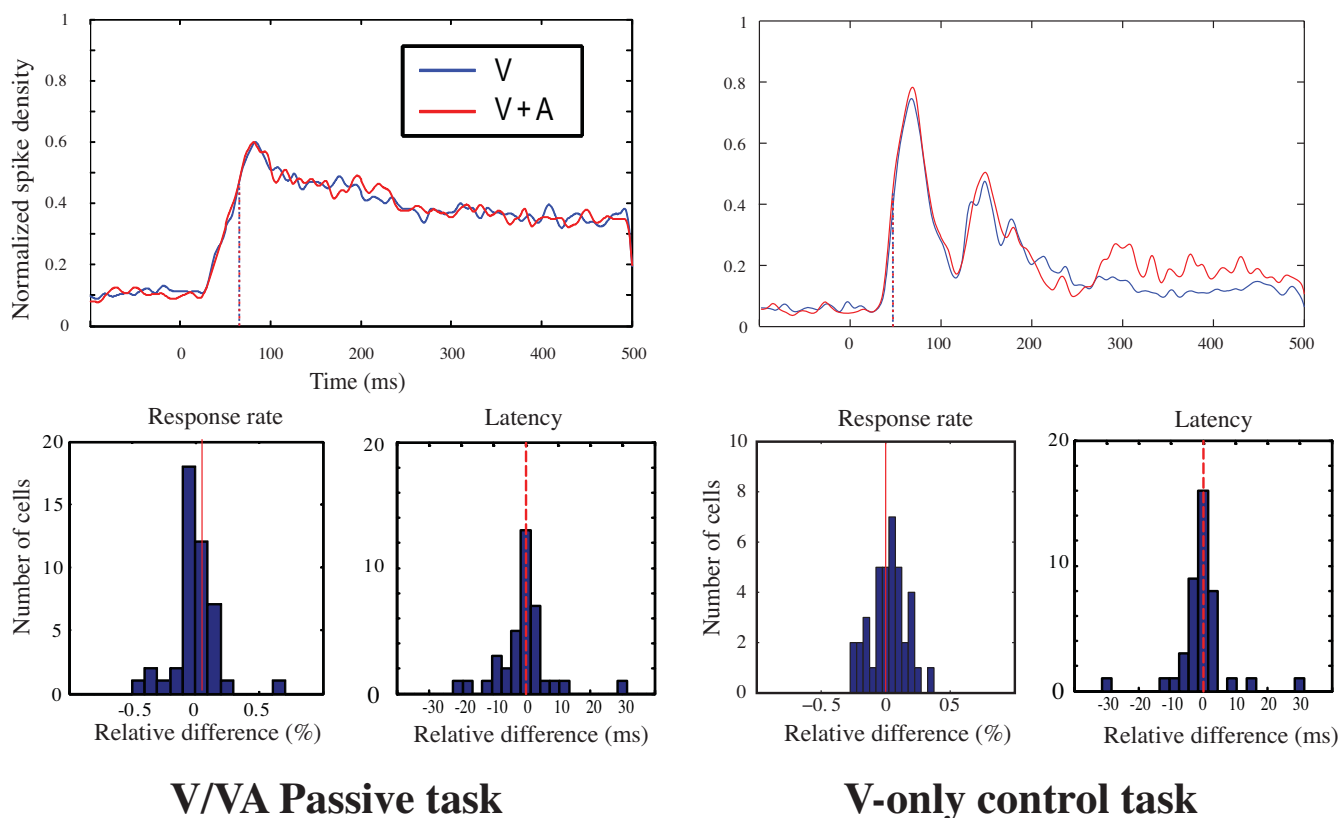 Normalized spike density
1
0.8
0.6
0.4
0.2
0
V
V + A
0 100 200 300 400 500
Time (ms)
1
0.8
0.6
0.4
0.2
0
0 100 200 300 400 500
Response rate
Number of cells
20
10
0
-0.5 0 0.5
Relative difference (%)
Latency
20
10
0
-30 -20 -10 0 10 20 30
Relative difference (ms)
Response rate
Number of cells
10
8
6
4
2
0
−0.5 0 0.5
Relative difference (%)
Latency
20
10
0
-30 -20 -10 0 10 20 30
Relative difference (ms)
V/VA Passive task
V-only control task